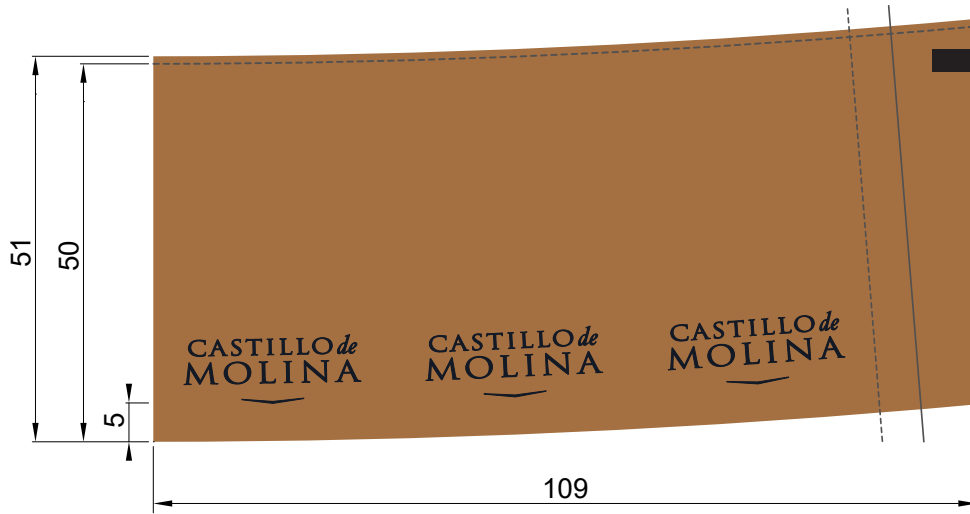 51
50
5
CASTILLO de
MOLINA
CASTILLO de
MOLINA
CASTILLO de
MOLINA
109